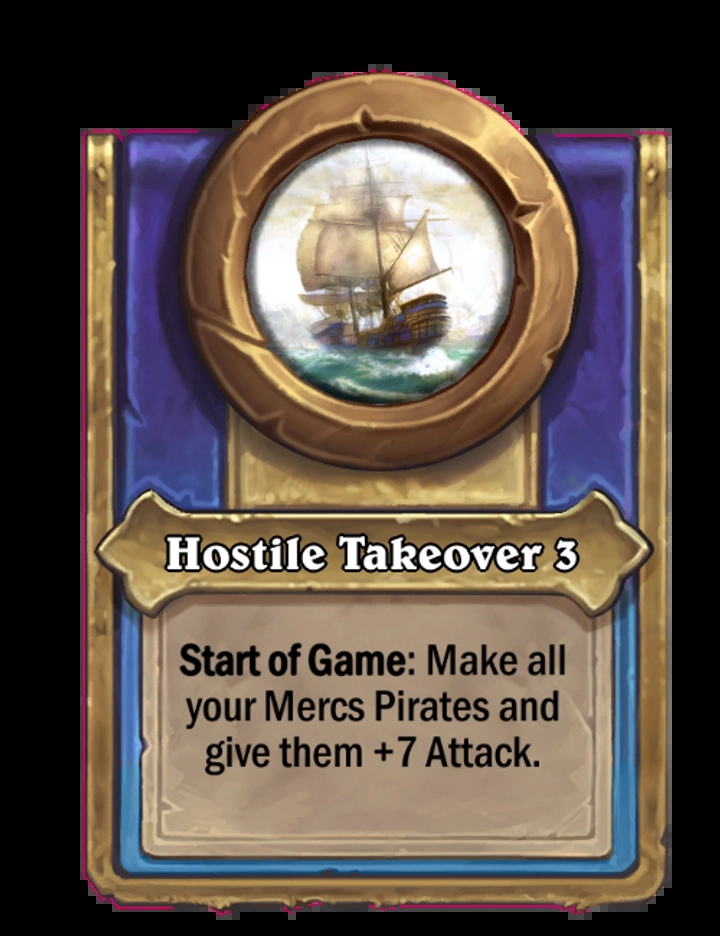 Hostile Takeover 3
Start of Game: Make all
your Mercs Pirates and
give them +7 Attack.